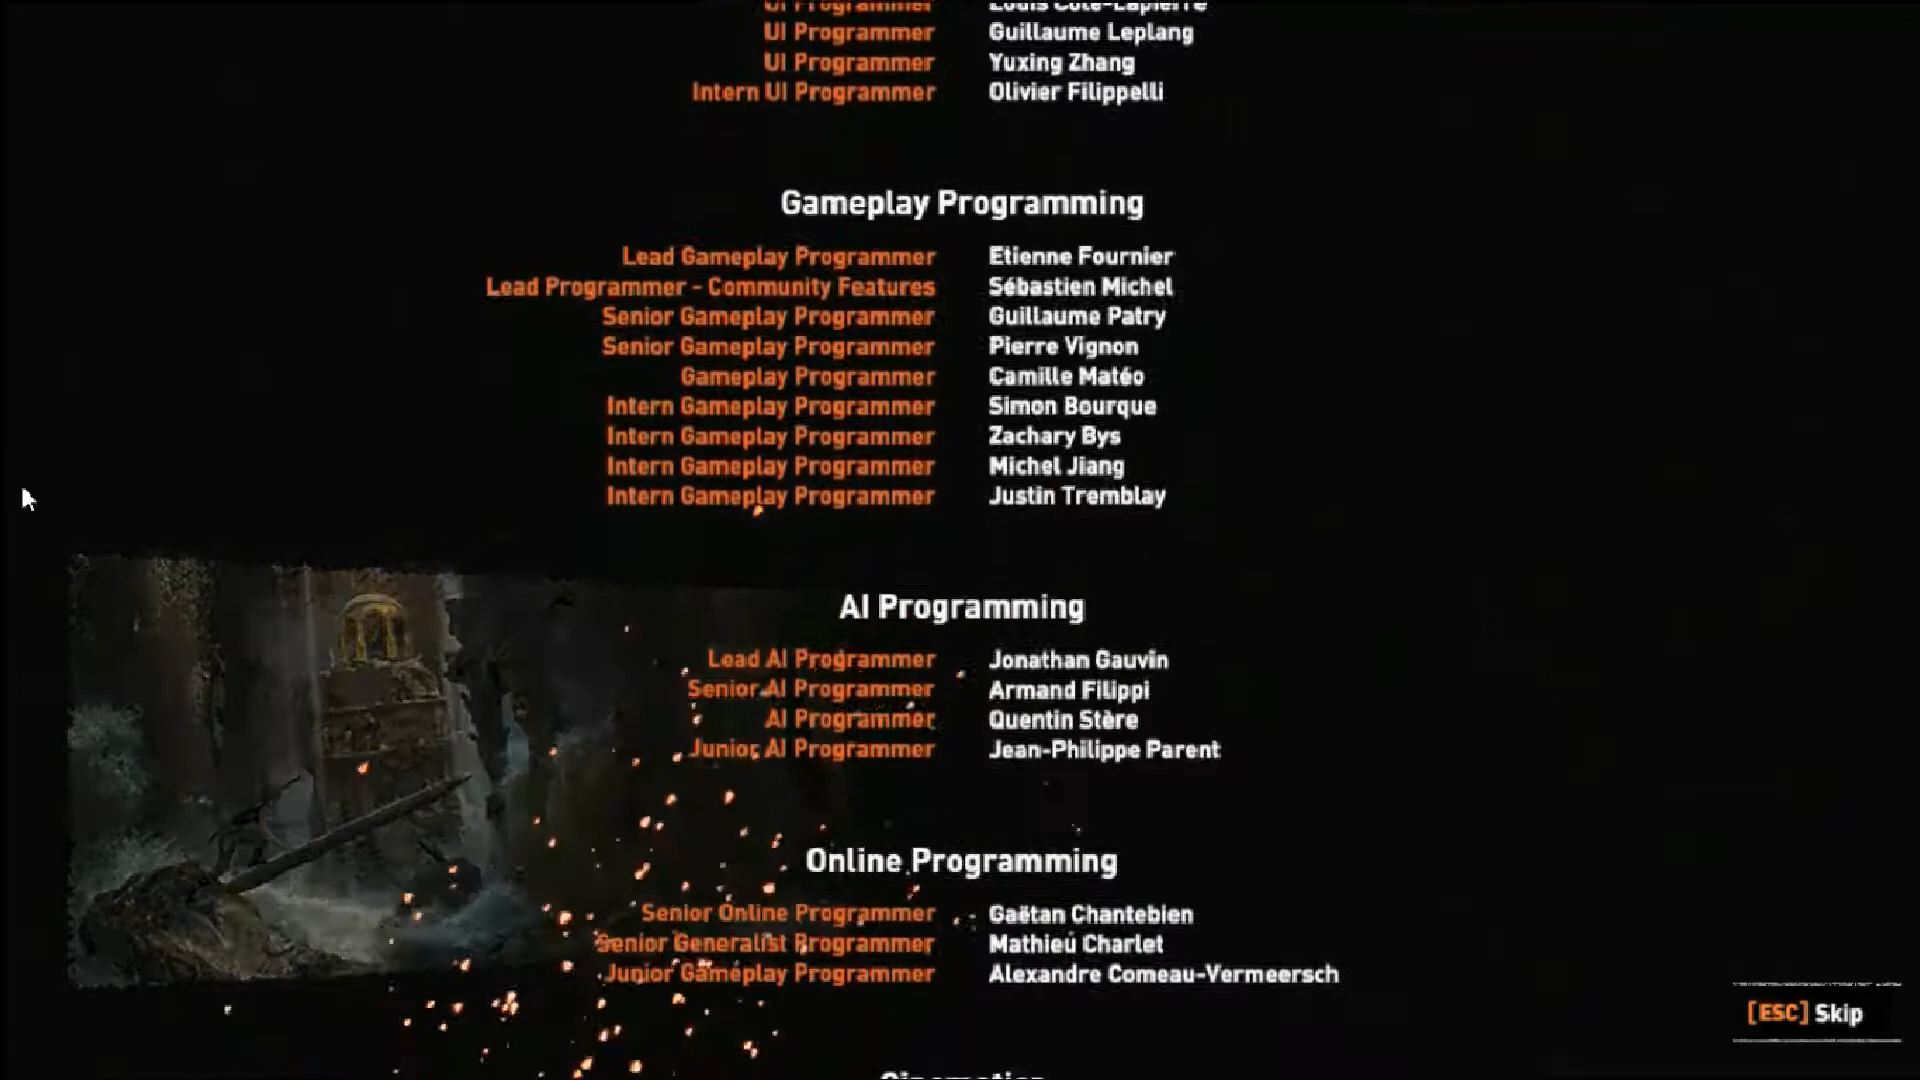 UI Programmer Louis Côté-Lapierre
UI Programmer Guillaume Leplang
UI Programmer Yuxing Zhang
Intern UI Programmer Olivier Filippelli
Gameplay Programming
Lead Gameplay Programmer Etienne Fournier
Lead Programmer - Community Features Sébastien Michel
Senior Gameplay Programmer Guillaume Patry
Senior Gameplay Programmer Pierre Vignon
Gameplay Programmer Camille Matéo
Intern Gameplay Programmer Simon Bourque
Intern Gameplay Programmer Zachary Bys
Intern Gameplay Programmer Michel Jiang
Intern Gameplay Programmer Justin Tremblay
AI Programming
Lead AI Programmer Jonathan Gauvin
Senior AI Programmer Armand Filippi
AI Programmer Quentin Stère
Junior AI Programmer Jean-Philippe Parent
Online Programming
Senior Online Programmer Gaëtan Chantebien
Senior Generalist Programmer Mathieu Charlet
Junior Gameplay Programmer Alexandre Comeau-Vermeersch
[ESC] Skip